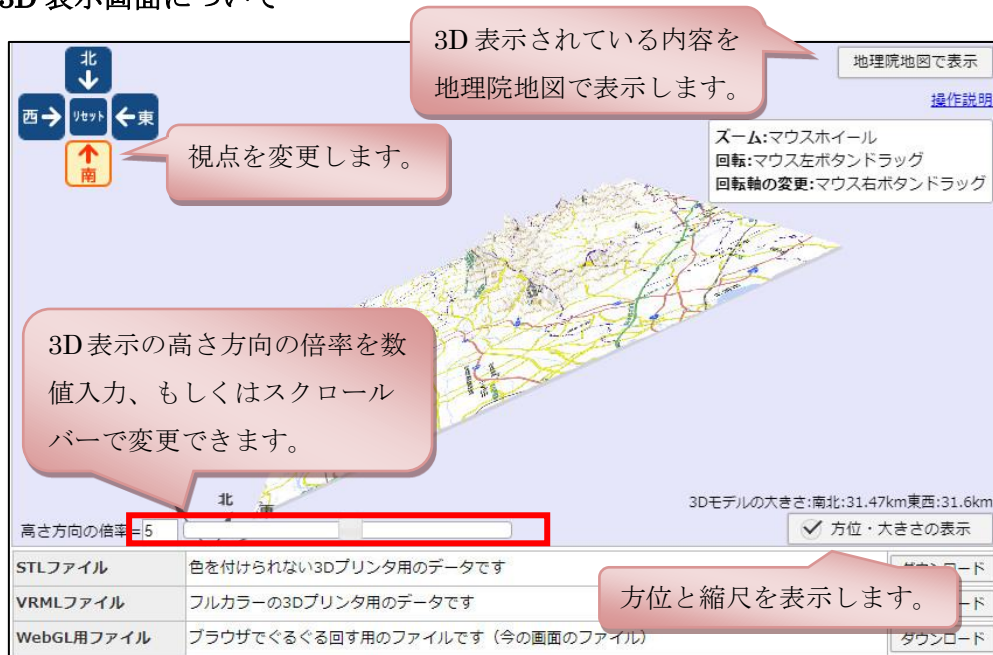 3D 表示画面について
北
西
リセット
東
南
3D 表示されている内容を
地理院地図で表示します。
地理院地図で表示
操作説明
視点を変更します。
ズーム:マウスホイール
回転:マウス左ボタンドラッグ
回転軸の変更:マウス右ボタンドラッグ
3D表示の高さ方向の倍率を数
値入力、もしくはスクロール
バーで変更できます。
北
東
3Dモデルの大きさ:南北:31.47km東西:31.6km
高さ方向の倍率=5
方位・大きさの表示
STLファイル 色を付けられない3Dプリンタ用のデータです ダウンロード
方位と縮尺を表示します。
VRMLファイル フルカラーの3Dプリンタ用のデータです
WebGL用ファイル ブラウザでぐるぐる回す用のファイルです（今の画面のファイル） ダウンロード